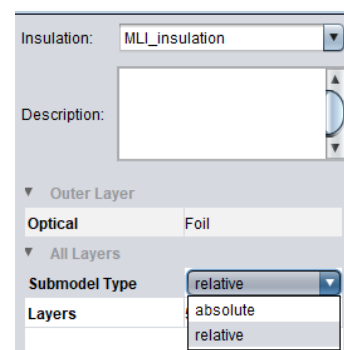 Insulation: MLI_insulation
Description:
Outer Layer
Optical Foil
All Layers
Submodel Type relative
absolute
Layers
relative